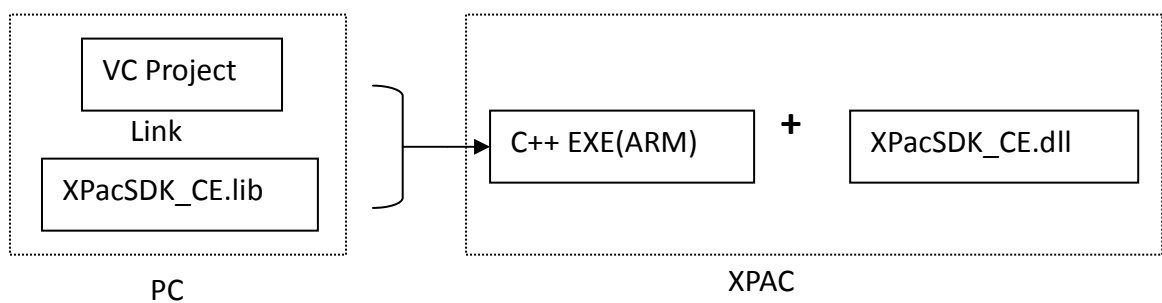 VC Project
Link
XPacSDK_CE.lib
PC
C++ EXE(ARM)
+
XPacSDK_CE.dll
XPAC